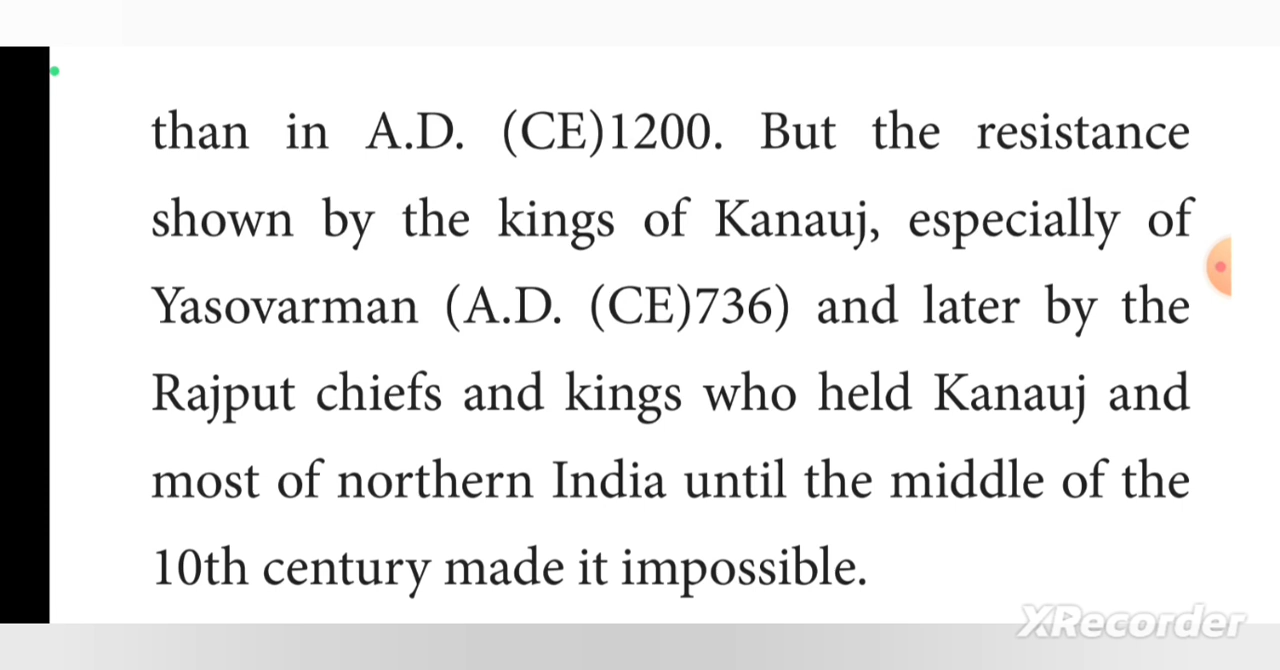 than in A.D. (CE)1200. But the resistance
shown by the kings of Kanauj, especially of
Yasovarman (A.D. (CE)736) and later by the
Rajput chiefs and kings who held Kanauj and
most of northern India until the middle of the
10th century made it impossible.
XRecorder